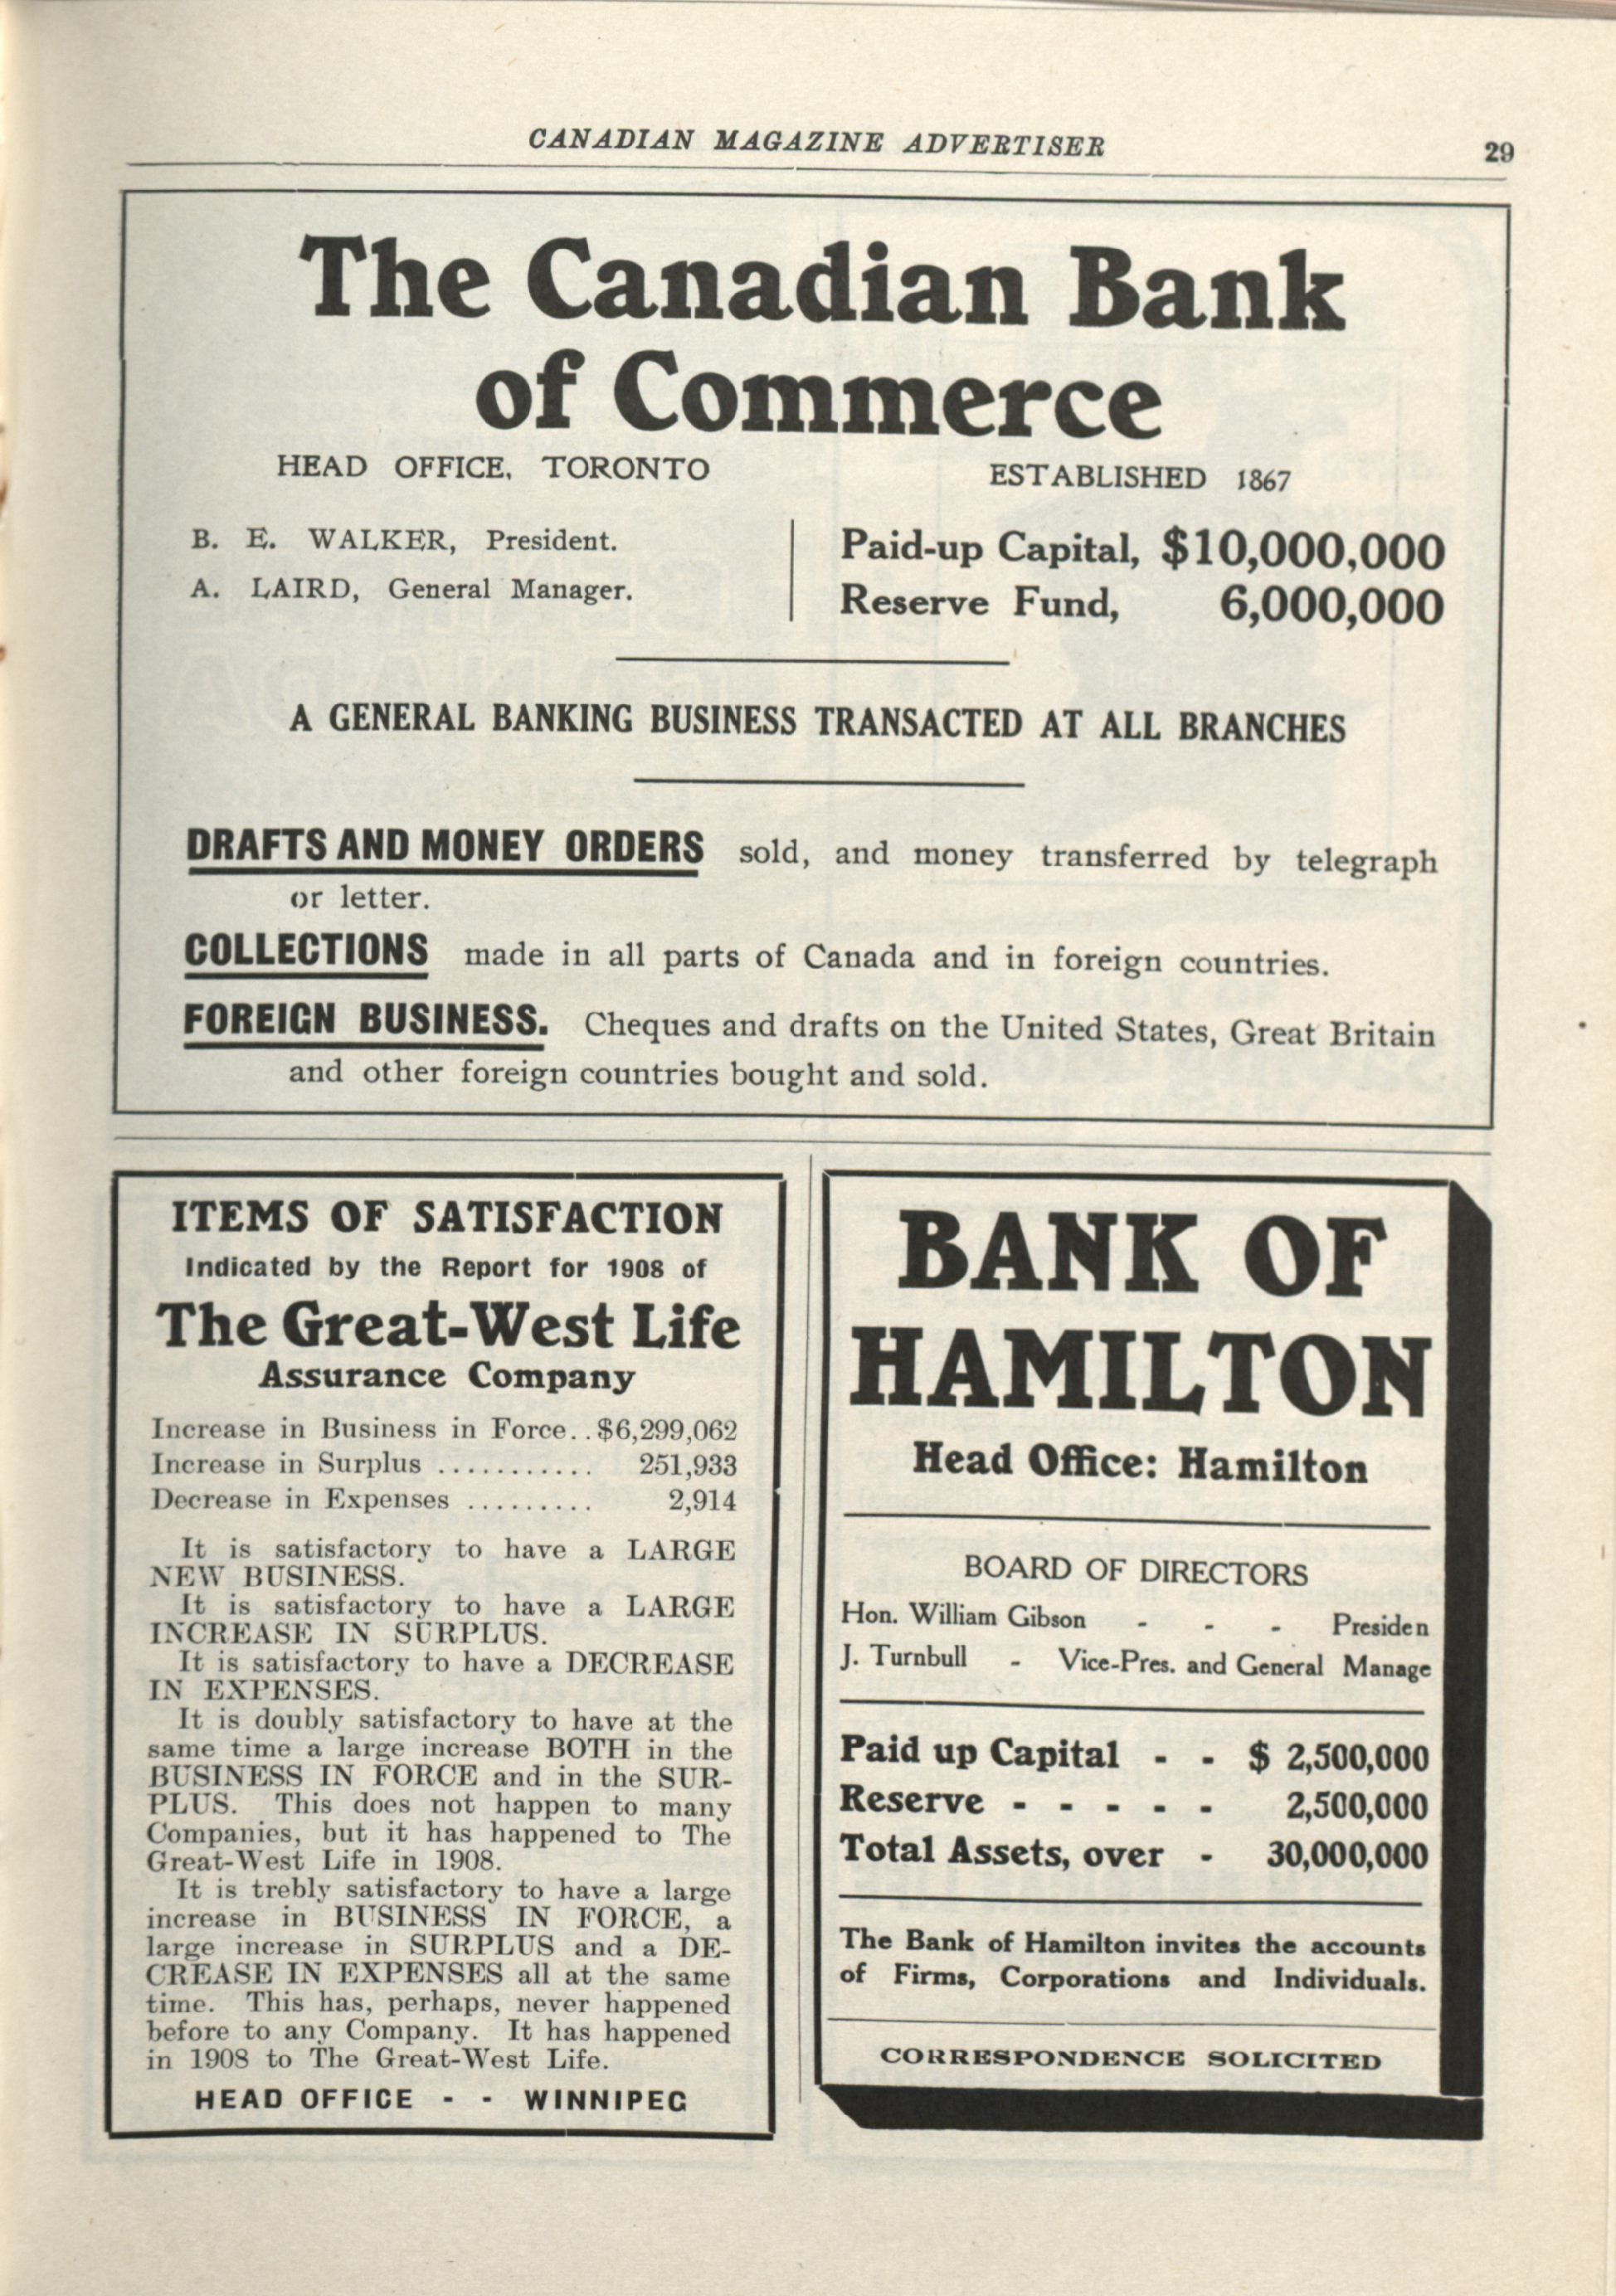 CANADIAN MAGAZINE ADVERTISER
29
The Canadian Bank
of Commerce
HEAD OFFICE, TORONTO
ESTABLISHED 1867
B. E. WALKER, President.
A. LAIRD, General Manager.
Paid-up Capital, $10,000,000
Reserve Fund, 6,000,000
A GENERAL BANKING BUSINESS TRANSACTED AT ALL BRANCHES
DRAFTS AND MONEY ORDERS sold, and money transferred by telegraph
or letter.
COLLECTIONS made in all parts of Canada and in foreign countries.
FOREIGN BUSINESS. Cheques and drafts on the United States, Great Britain
and other foreign countries bought and sold.
ITEMS OF SATISFACTION
Indicated by the Report for 1908 of
The Great-West Life
Assurance Company
Increase in Business in Force.. $6,299,062
Increase in Surplus ........... 251,933
Decrease in Expenses ......... 2,914
It is satisfactory to have a LARGE
NEW BUSINESS.
It is satisfactory to have a LARGE
INCREASE IN SURPLUS.
It is satisfactory to have a DECREASE
IN EXPENSES.
It is doubly satisfactory to have at the
same time a large increase BOTH in the
BUSINESS IN FORCE and in the SUR-
PLUS. This does not happen to many
Companies, but it has happened to The
Great-West Life in 1908.
It is trebly satisfactory to have a large
increase in BUSINESS IN FORCE, a
large increase in SURPLUS and a DE-
CREASE IN EXPENSES all at the same
time. This has, perhaps, never happened
before to any Company. It has happened
in 1908 to The Great-West Life.
HEAD OFFICE - - WINNIPEG
BANK OF
HAMILTON
Head Office: Hamilton
BOARD OF DIRECTORS
Hon. William Gibson - - - Presiden
J. Turnbull - Vice-Pres. and General Manage
Paid up Capital - - $ 2,500,000
Reserve - - - - - 2,500,000
Total Assets, over - 30,000,000
The Bank of Hamilton invites the accounts
of Firms, Corporations and Individuals.
CORRESPONDENCE SOLICITED